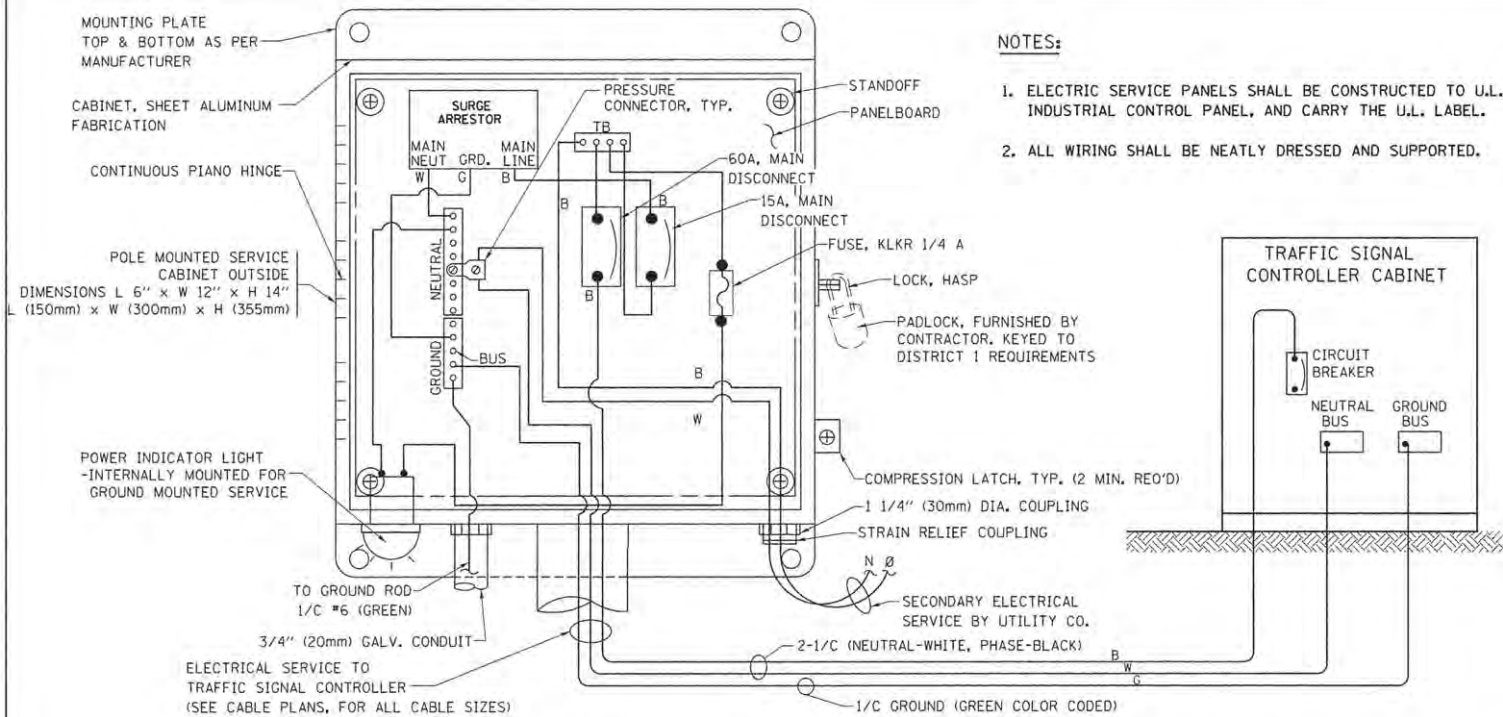 MOUNTING PLATE
TOP & BOTTOM AS PER
MANUFACTURER
CABINET, SHEET ALUMINUM
FABRICATION
CONTINUOUS PIANO HINGE
POLE MOUNTED SERVICE
CABINET OUTSIDE
DIMENSIONS L 6" x W 12" x H 14"
L (150mm) x W (300mm) x H (355mm)
POWER INDICATOR LIGHT
-INTERNALLY MOUNTED FOR
GROUND MOUNTED SERVICE
SURGE
ARRESTOR
MAIN
NEUT
GRD.
MAIN
LINE
W
G
B
PRESSURE
CONNECTOR, TYP.
TB
NEUTRAL
GROUND
BUS
B
B
B
B
W
STANDOFF
PANELBOARD
60A, MAIN
DISCONNECT
15A, MAIN
DISCONNECT
FUSE, KLKR 1/4 A
LOCK, HASP
PADLOCK, FURNISHED BY
CONTRACTOR. KEYED TO
DISTRICT 1 REQUIREMENTS
COMPRESSION LATCH, TYP. (2 MIN. REQ'D)
1 1/4" (30mm) DIA. COUPLING
STRAIN RELIEF COUPLING
N Ø
SECONDARY ELECTRICAL
SERVICE BY UTILITY CO.
TO GROUND ROD
1/C #6 (GREEN)
3/4" (20mm) GALV. CONDUIT
ELECTRICAL SERVICE TO
TRAFFIC SIGNAL CONTROLLER
(SEE CABLE PLANS, FOR ALL CABLE SIZES)
2-1/C (NEUTRAL-WHITE, PHASE-BLACK)
B
W
G
1/C GROUND (GREEN COLOR CODED)
NOTES:
1. ELECTRIC SERVICE PANELS SHALL BE CONSTRUCTED TO U.L.
INDUSTRIAL CONTROL PANEL, AND CARRY THE U.L. LABEL.
2. ALL WIRING SHALL BE NEATLY DRESSED AND SUPPORTED.
TRAFFIC SIGNAL
CONTROLLER CABINET
CIRCUIT
BREAKER
NEUTRAL
BUS
GROUND
BUS